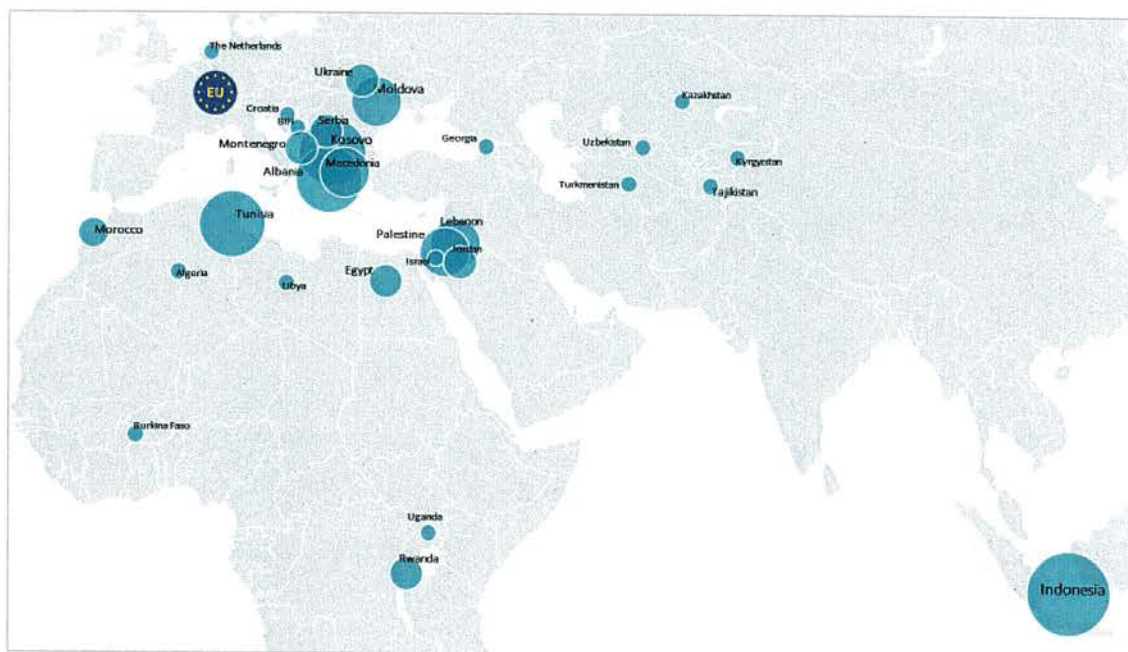 The Netherlands
EU
Ukraine
Moldova
Croatia
BIH
Serbia
Montenegro
Kosovo
Macedonia
Albania
Georgia
Kazakhstan
Uzbekistan
Kyrgystan
Turkmenistan
Tajikistan
Tunisia
Morocco
Lebanon
Palestine
Jordan
Israel
Algeria
Libya
Egypt
Burkina Faso
Uganda
Rwanda
Indonesia